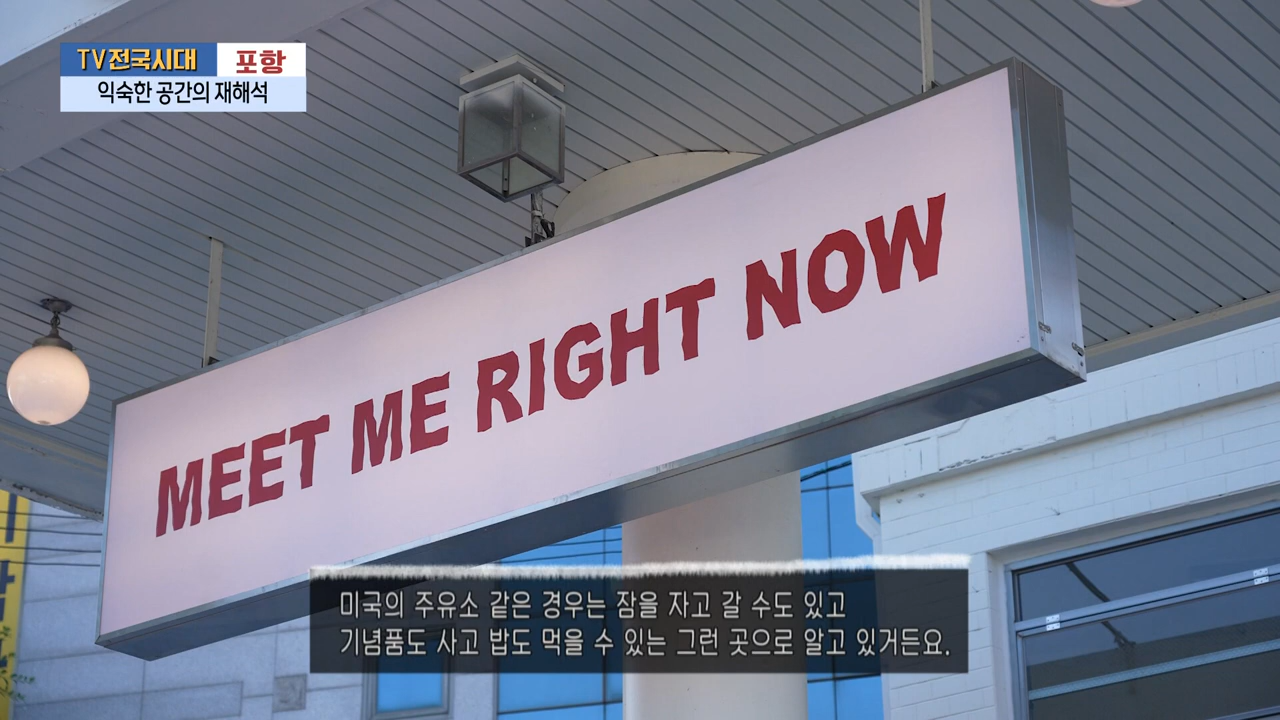 TV전국시대 포항
익숙한 공간의 재해석
MEET ME RIGHT NOW
미국의 주유소 같은 경우는 잠을 자고 갈 수도 있고
기념품도 사고 밥도 먹을 수 있는 그런 곳으로 알고 있거든요.